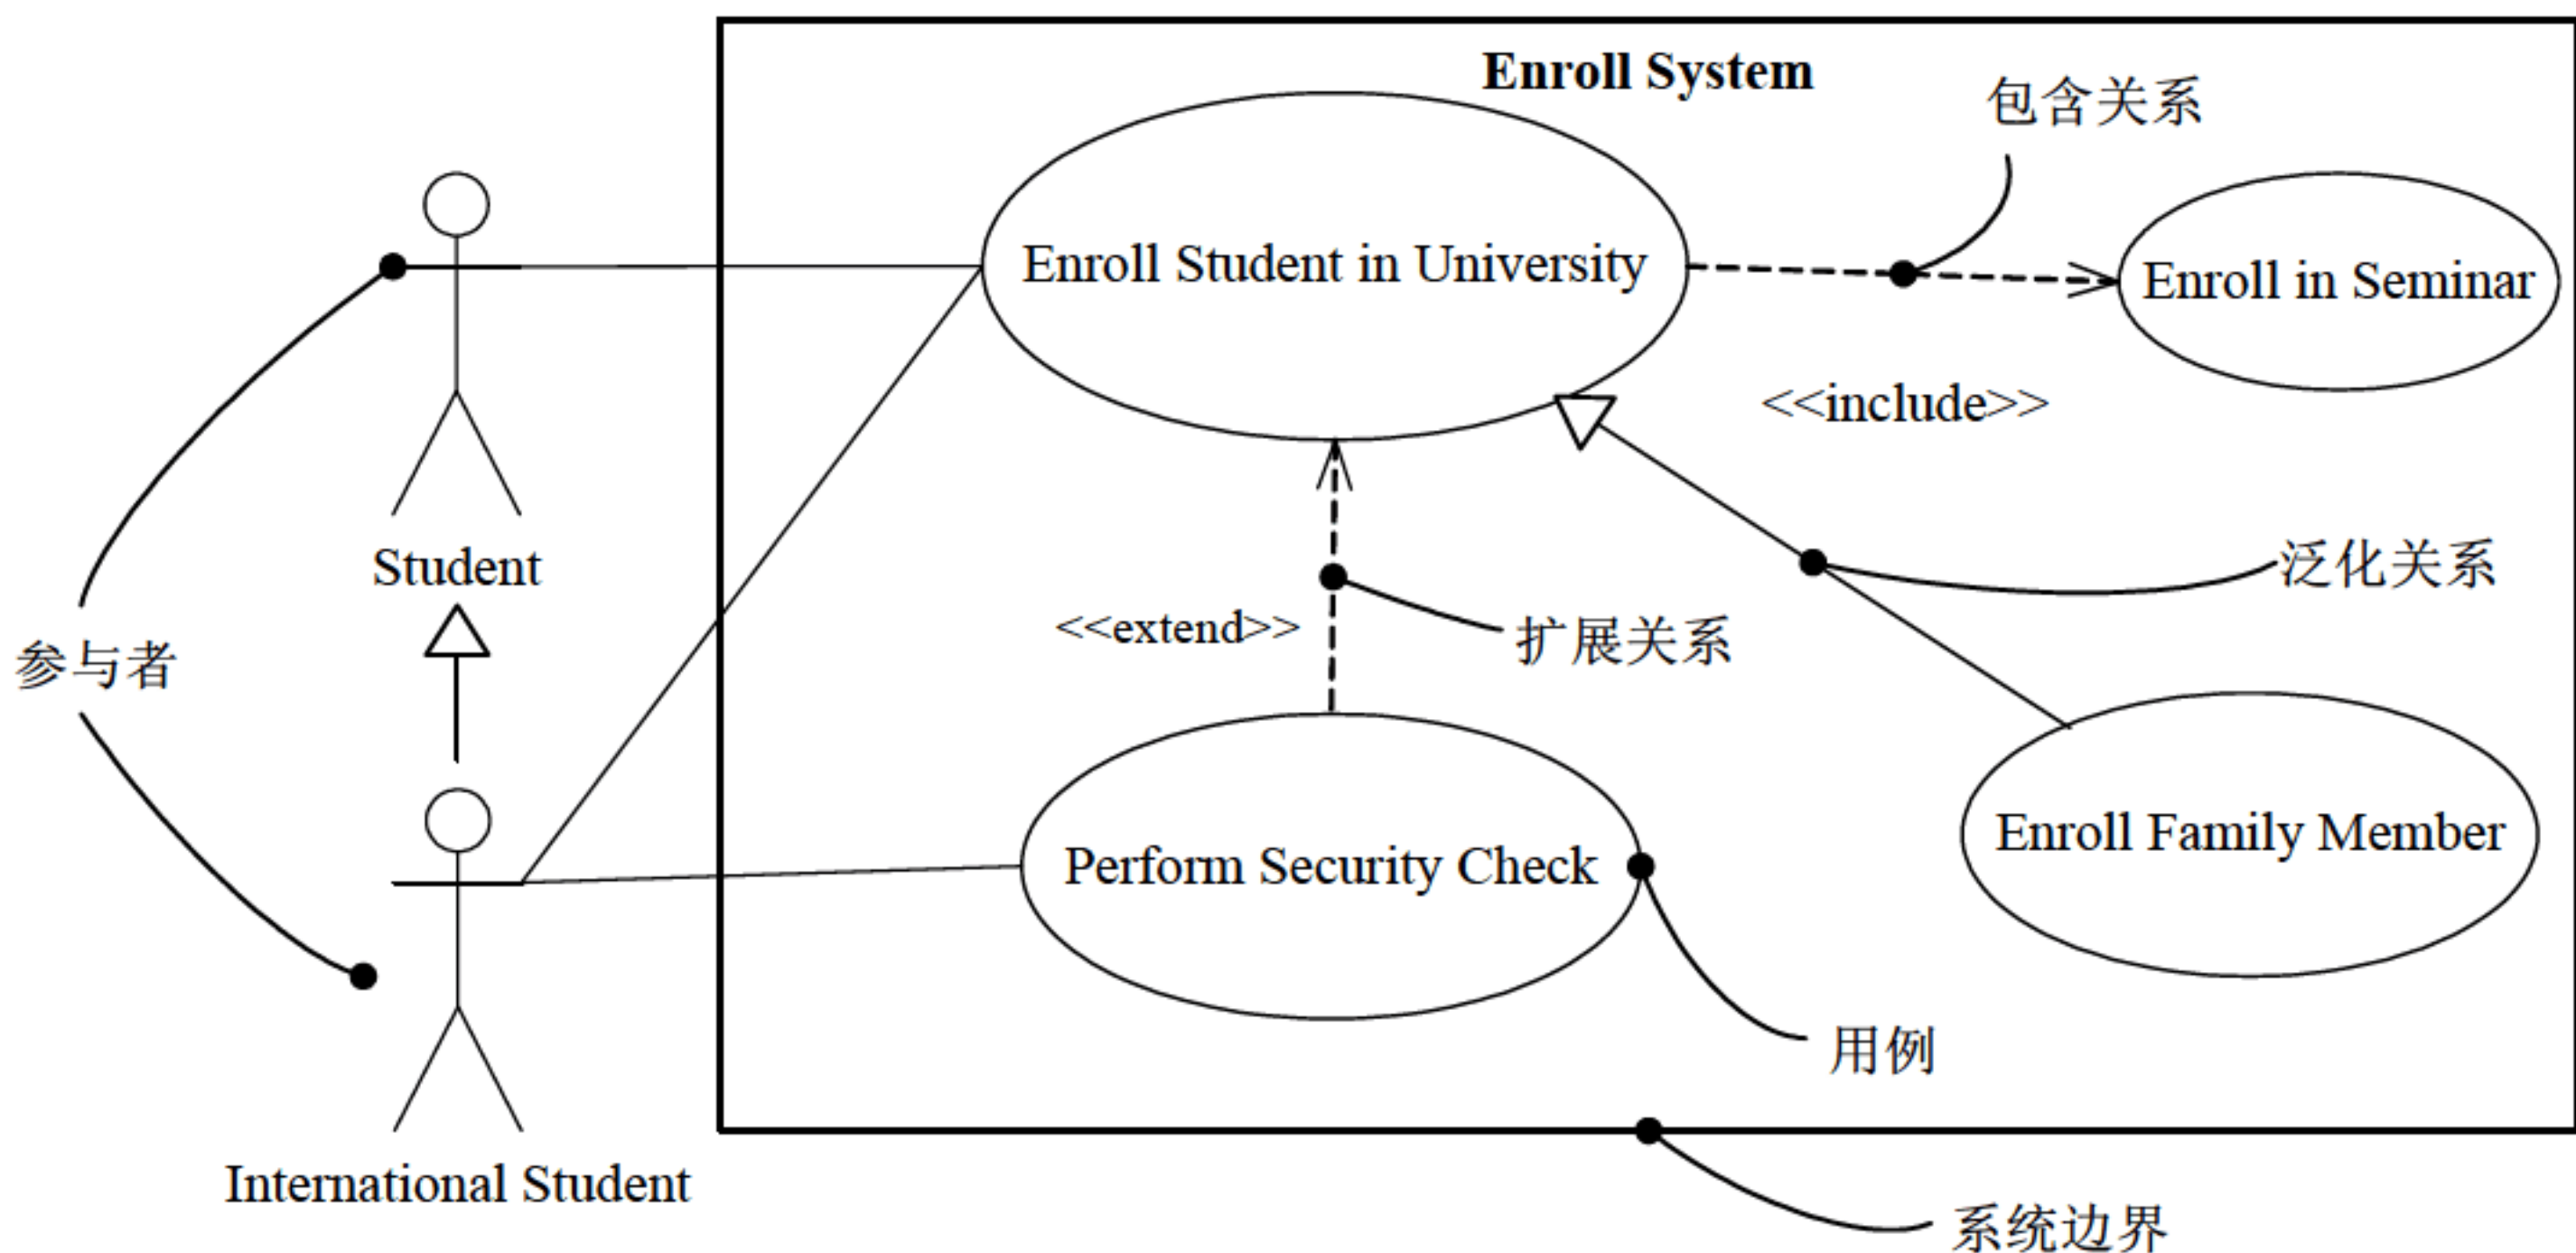 Enroll System
包含关系
Enroll Student in University
Enroll in Seminar
<<include>>
Student
泛化关系
<<extend>>
扩展关系
参与者
Perform Security Check
Enroll Family Member
用例
International Student
系统边界